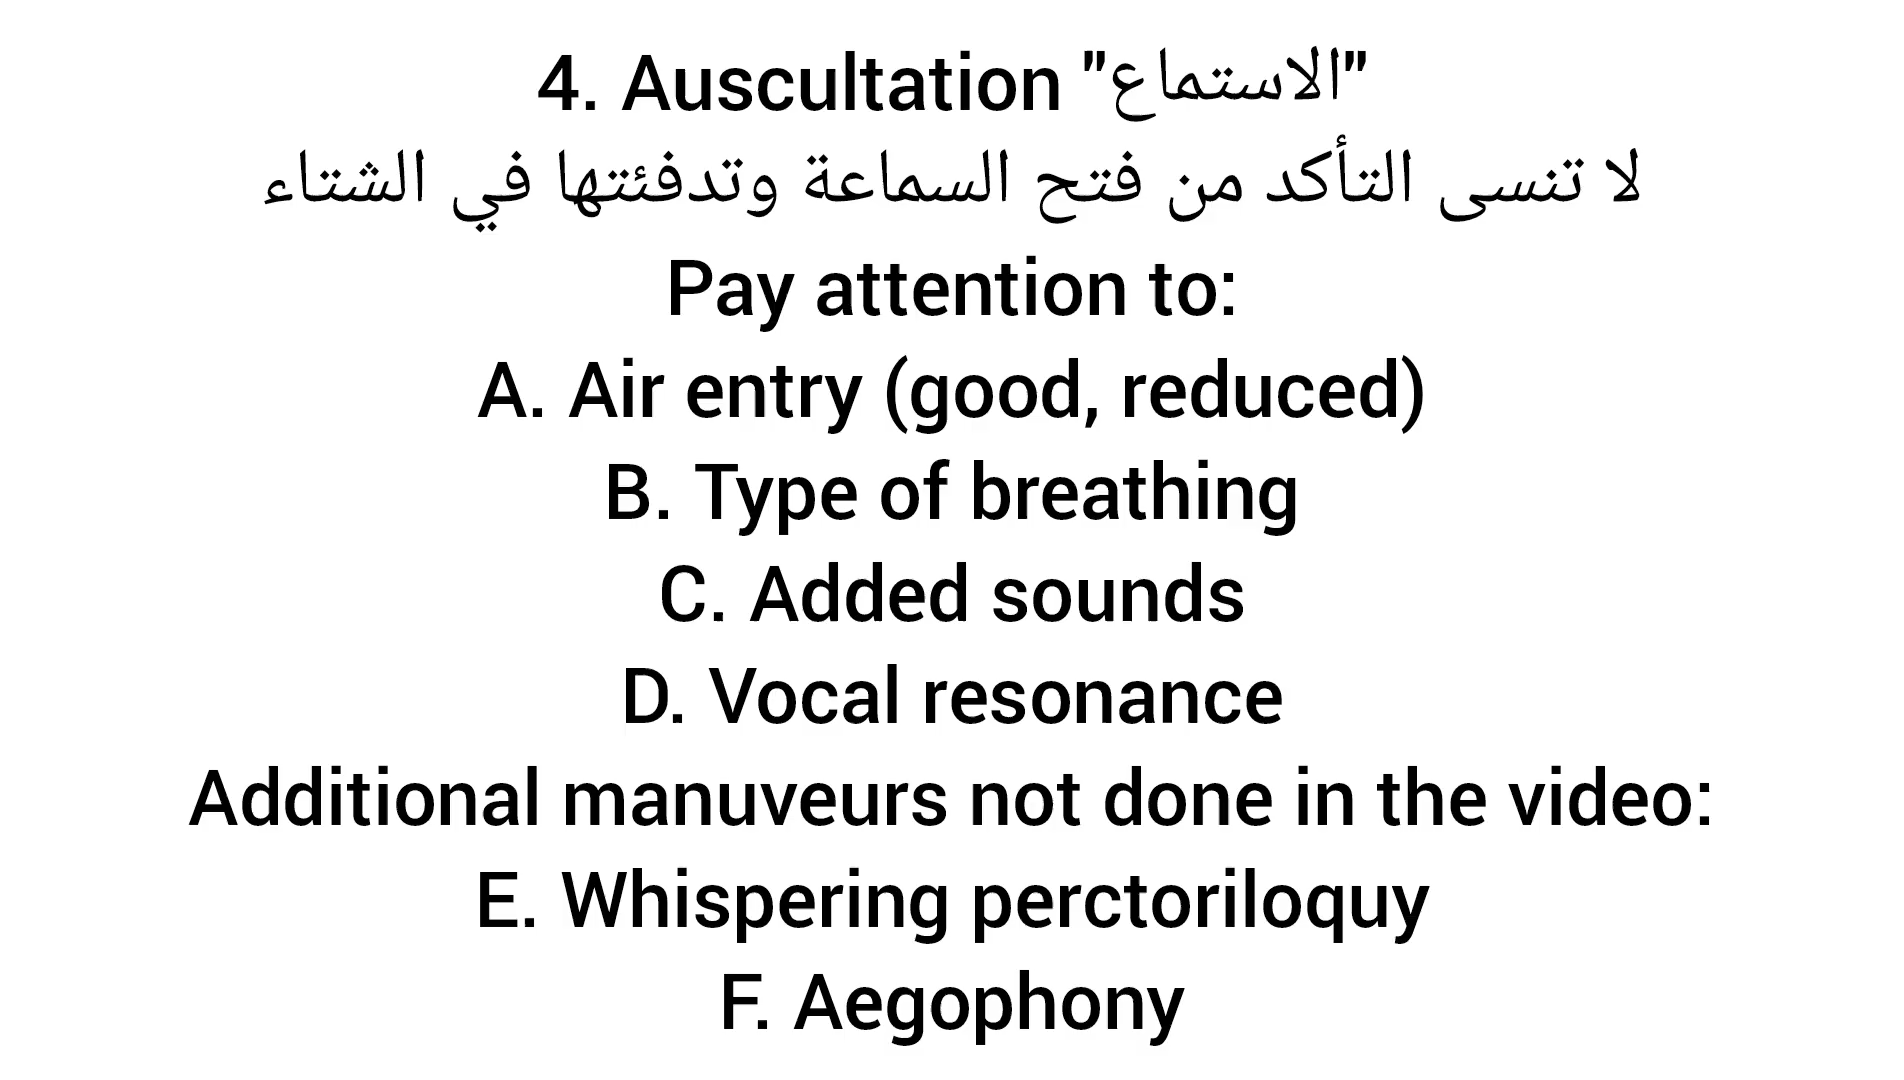 4. Auscultation "الاستماع"
لا تنسى التأكد من فتح السماعة وتدفئتها في الشتاء
Pay attention to:
A. Air entry (good, reduced)
B. Type of breathing
C. Added sounds
D. Vocal resonance
Additional manuveurs not done in the video:
E. Whispering perctoriloquy
F. Aegophony